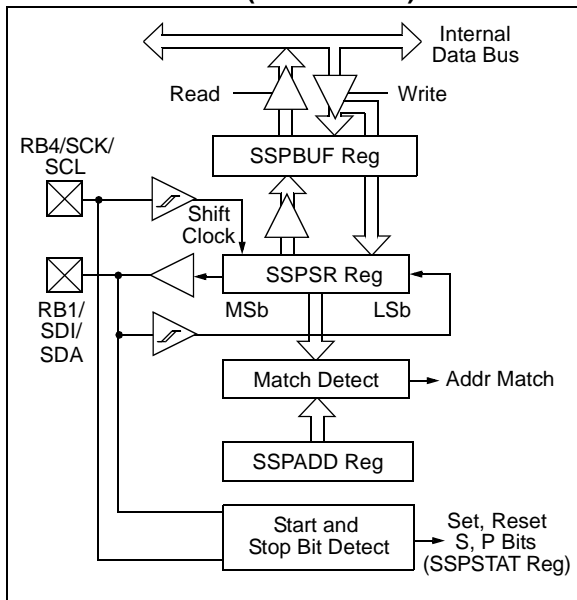 Internal
Data Bus
Read
Write
RB4/SCK/
SCL
SSPBUF Reg
Shift
Clock
SSPSR Reg
MSb
LSb
RB1/
SDI/
SDA
Match Detect
Addr Match
SSPADD Reg
Start and
Stop Bit Detect
Set, Reset
S, P Bits
(SSPSTAT Reg)